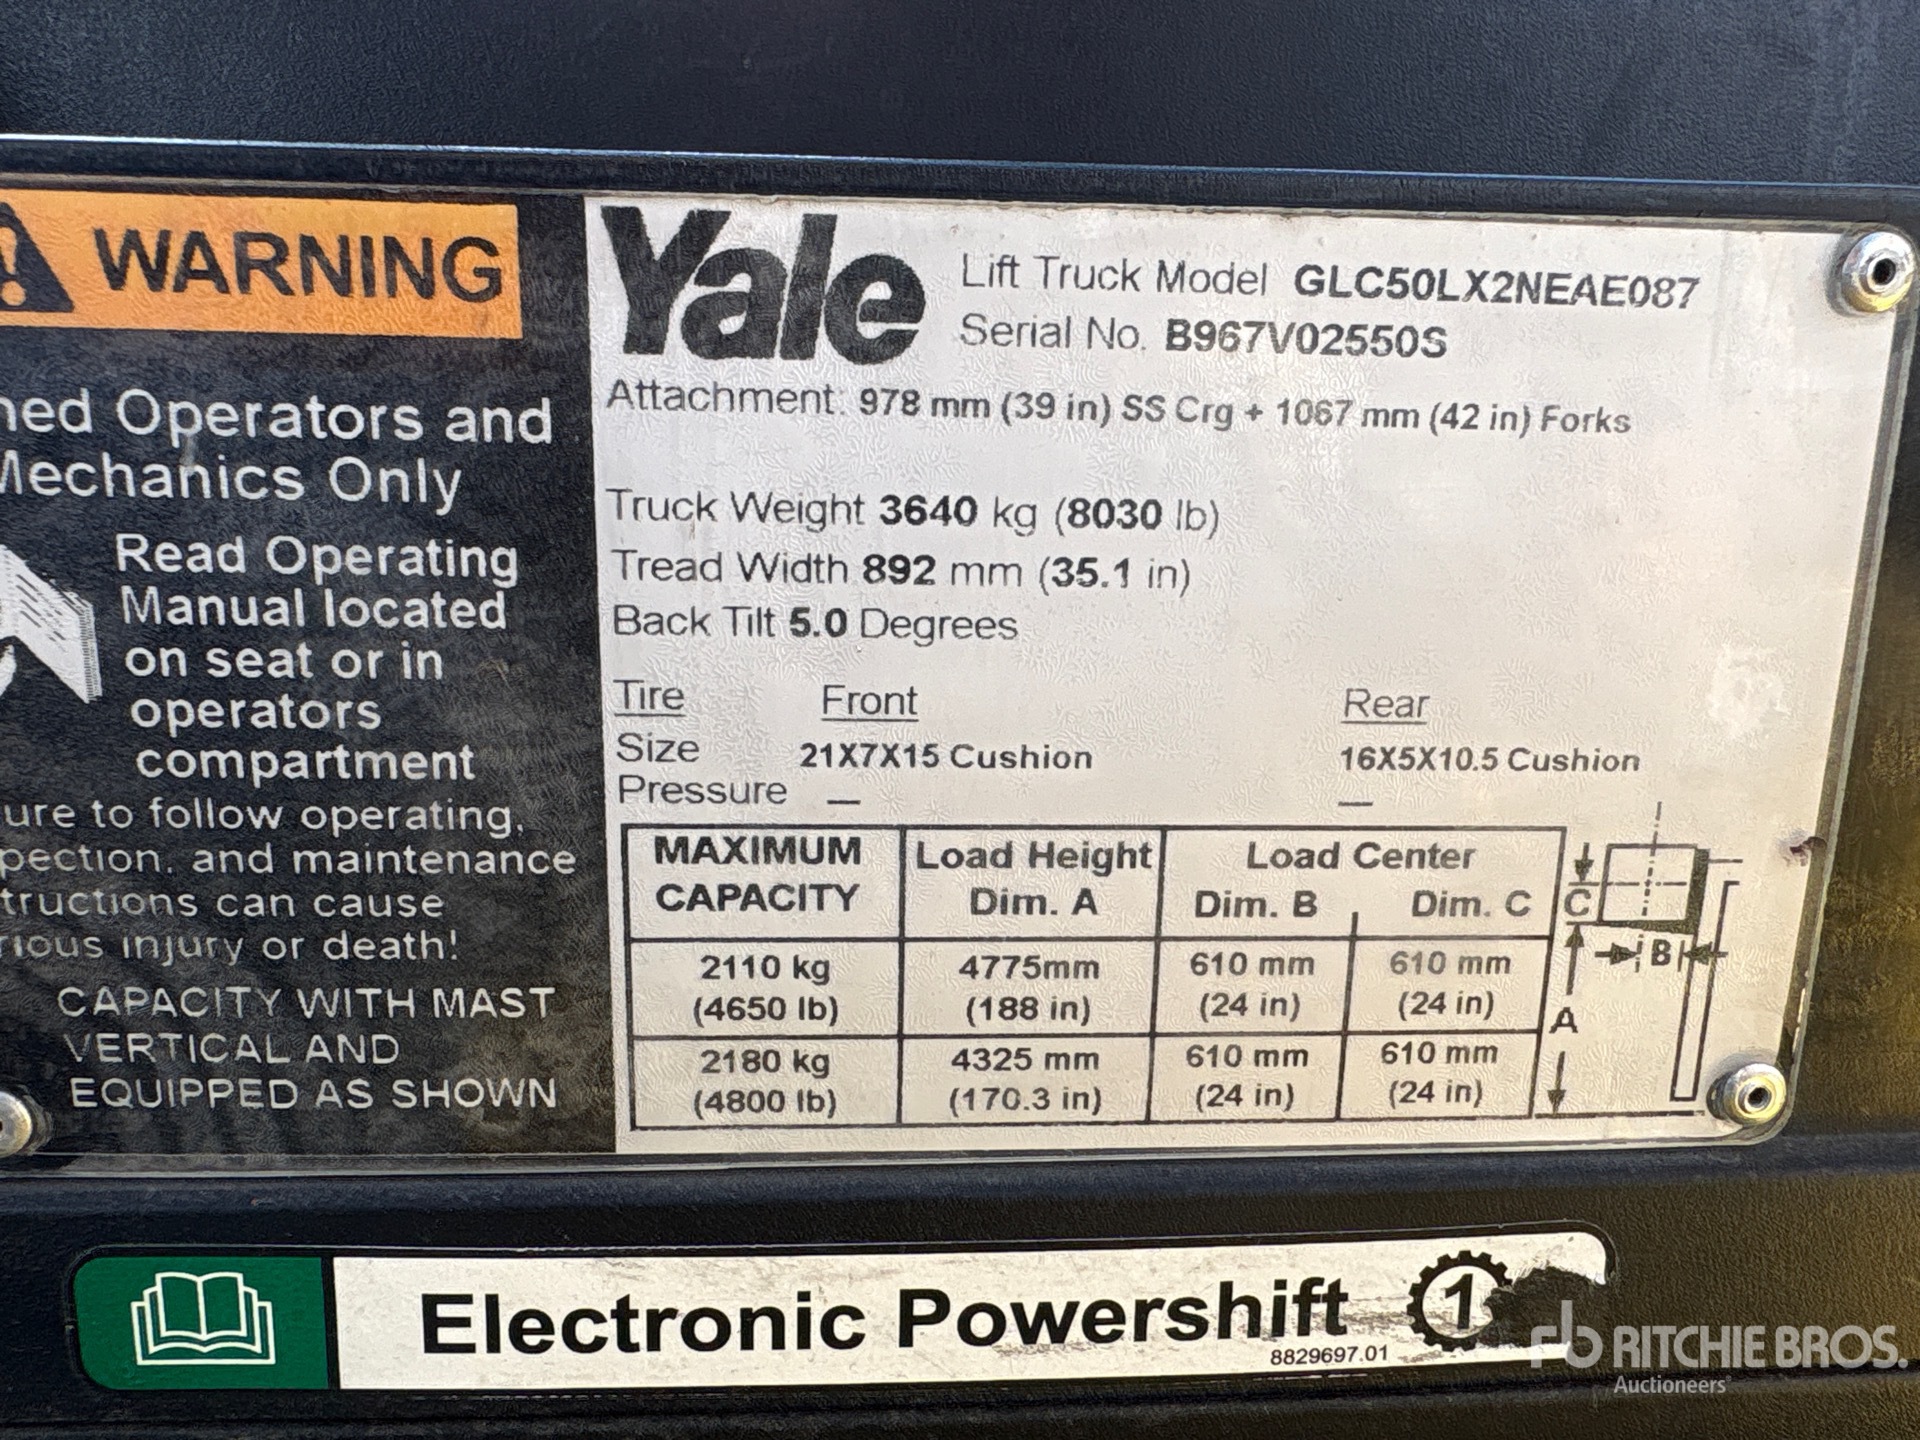 WARNING
Operators and
Mechanics Only
Read Operating
Manual located
on seat or in
operators
compartment
to follow operating,
and maintenance
can cause
injury or death!
CAPACITY WITH MAST
VERTICAL AND
EQUIPPED AS SHOWN
Yale
Lift Truck Model GLC50LX2NEAE087
Serial No. B967V02550S
Attachment: 978 mm (39 in) SS Crg + 1067 mm (42 in) Forks
Truck Weight 3640 kg (8030 lb)
Tread Width 892 mm (35.1 in)
Back Tilt 5.0 Degrees
Tire Front Rear
Size 21X7X15 Cushion 16X5X10.5 Cushion
Pressure — —
MAXIMUM CAPACITY Load Height Dim. A Load Center Dim. B , Dim. C
2110 kg 4775mm 610 mm 610 mm
(4650 lb) (188 in) (24 in) (24 in)
2180 kg 4325 mm 610 mm 610 mm
(4800 lb) (170.3 in) (24 in) (24 in)
C
B
A
Electronic Powershift 1
8829697.01
rb RITCHIE BROS.
Auctioneers